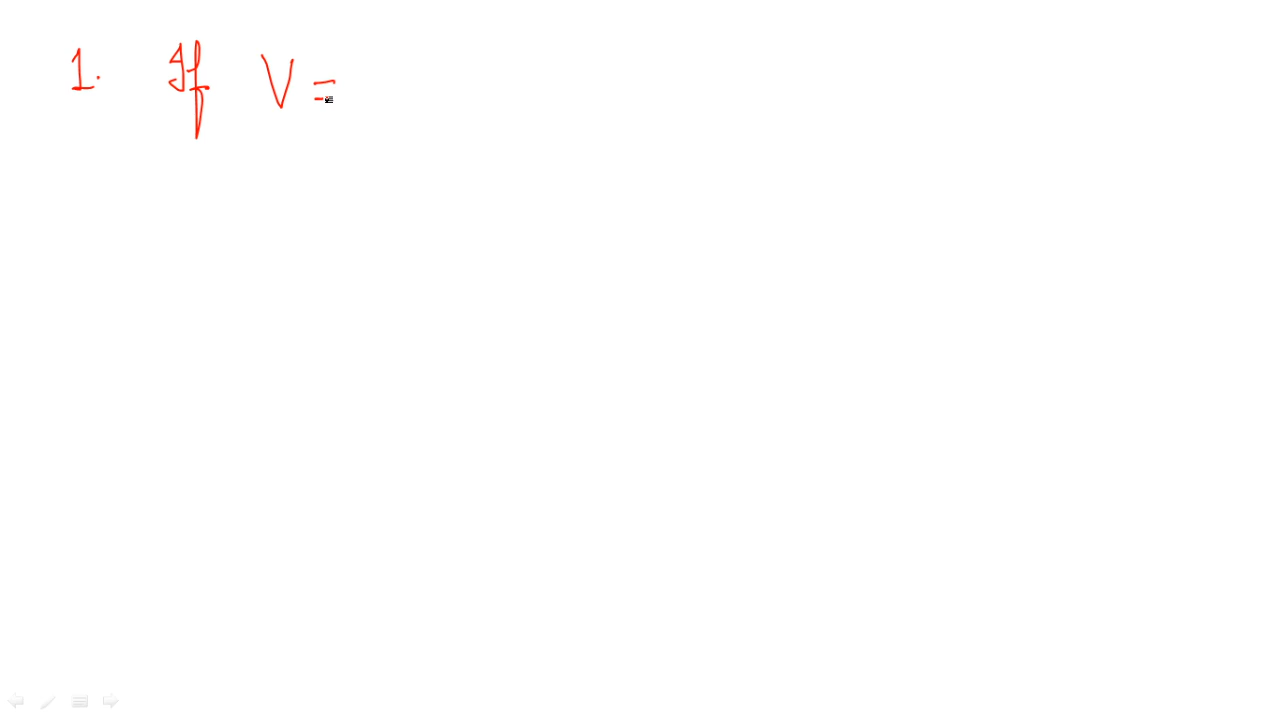 1. If V =